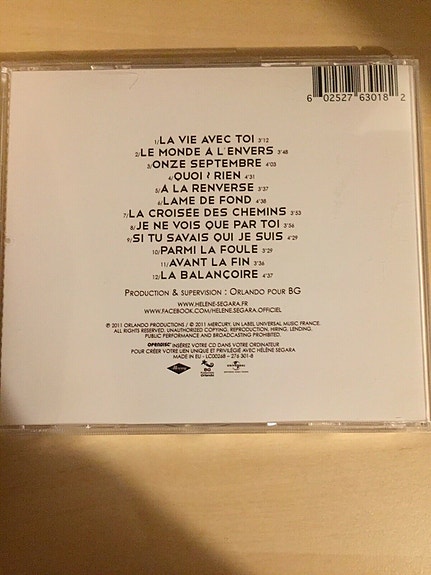 6 02527 63018 2
1/LA VIE AVEC TOI 3'12
2/LE MONDE À L'ENVERS 3'48
3/ONZE SEPTEMBRE 4'03
4/QUOI ? RIEN 4'31
5/À LA RENVERSE 3'37
6/LAME DE FOND 4'38
7/LA CROISÉE DES CHEMINS 3'53
8/JE NE VOIS QUE PAR TOI 3'56
9/SI TU SAVAIS QUI JE SUIS 4'29
10/PARMI LA FOULE 3'29
11/AVANT LA FIN 3'36
12/LA BALANÇOIRE 4'37
PRODUCTION & SUPERVISION : ORLANDO POUR BG
WWW.HELENE-SEGARA.FR
WWW.FACEBOOK.COM/HELENE.SEGARA.OFFICIEL
℗ 2011 ORLANDO PRODUCTIONS / © 2011 MERCURY, UN LABEL UNIVERSAL MUSIC FRANCE.
ALL RIGHTS RESERVED. UNAUTHORIZED COPYING, REPRODUCTION, HIRING, LENDING,
PUBLIC PERFORMANCE AND BROADCASTING PROHIBITED.
OPENDISC INSÉREZ VOTRE CD DANS VOTRE ORDINATEUR
POUR CRÉER VOTRE LIEN UNIQUE ET PRIVILÉGIÉ AVEC HÉLÈNE SEGARA
MADE IN EU - LC00268 - 276 301-8
BG
UNIVERSAL